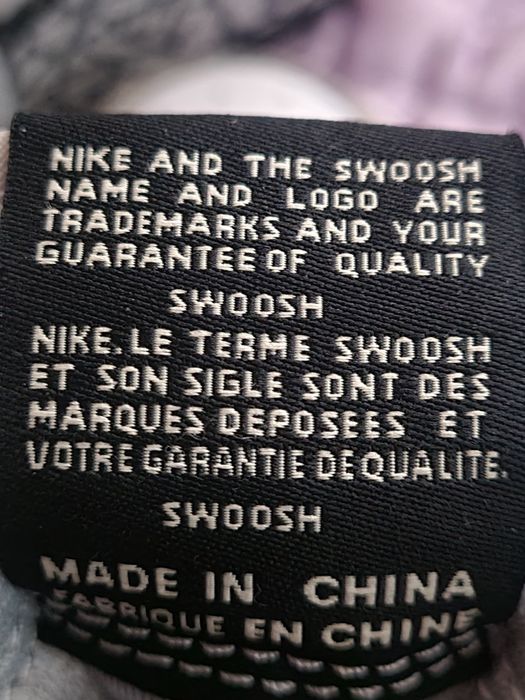 NIKE AND THE SWOOSH
NAME AND LOGO ARE
TRADEMARKS AND YOUR
GUARANTEE OF QUALITY
SWOOSH
NIKE.LE TERME SWOOSH
ET SON SIGLE SONT DES
MARQUES DEPOSEES ET
VOTRE GARANTIE DE QUALITE.
SWOOSH
MADE IN CHINA
FABRIQUE EN CHINE